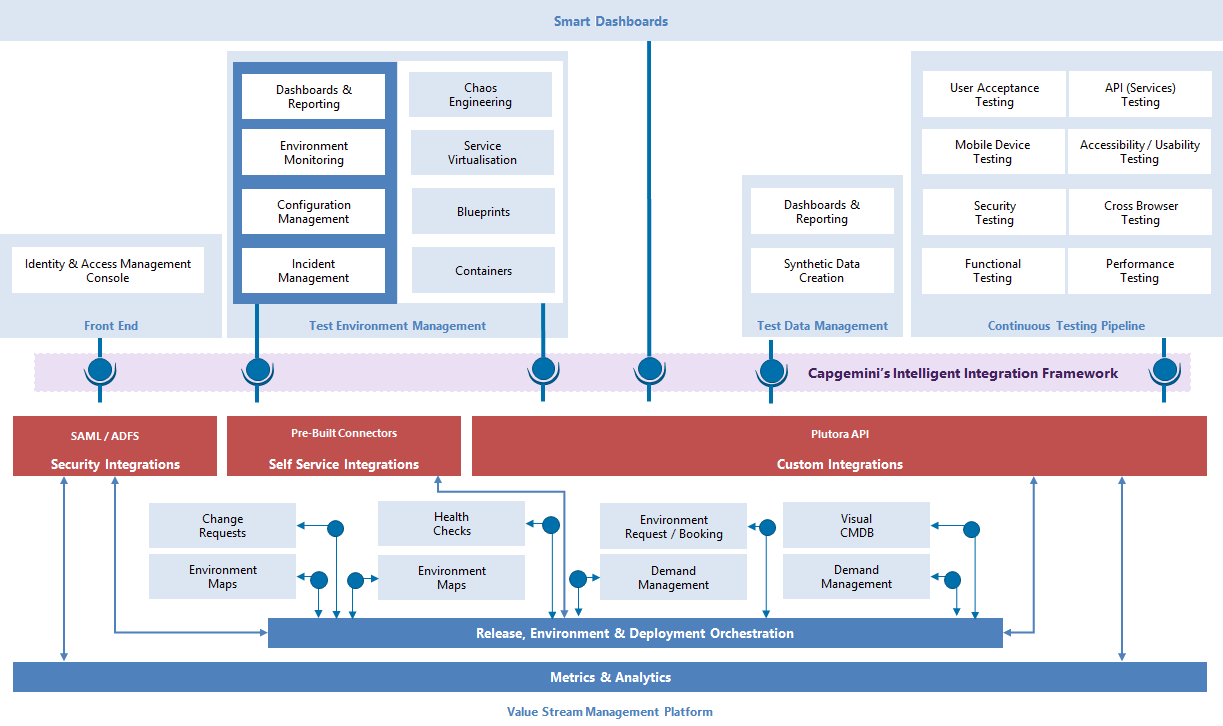 Smart Dashboards
Dashboards &
Reporting
Environment
Monitoring
Configuration
Management
Incident
Management
Chaos
Engineering
Service
Virtualisation
Blueprints
Containers
Test Environment Management
Identity & Access Management
Console
Front End
Dashboards &
Reporting
Synthetic Data
Creation
Test Data Management
User Acceptance
Testing
API (Services)
Testing
Mobile Device
Testing
Accessibility / Usability
Testing
Security
Testing
Cross Browser
Testing
Functional
Testing
Performance
Testing
Continuous Testing Pipeline
Capgemini's Intelligent Integration Framework
SAML / ADFS
Security Integrations
Pre-Built Connectors
Self Service Integrations
Plutora API
Custom Integrations
Change
Requests
Health
Checks
Environment
Request / Booking
Visual
CMDB
Environment
Maps
Environment
Maps
Demand
Management
Demand
Management
Release, Environment & Deployment Orchestration
Metrics & Analytics
Value Stream Management Platform